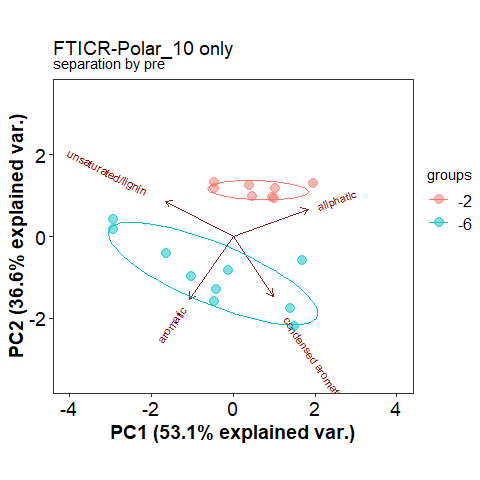 FTICR-Polar_10 only
separation by pre
unsaturated/lignin
aliphatic
aromatic
condensed aromat
groups
-2
-6
2
0
-2
-4
-2
0
2
4
PC1 (53.1% explained var.)
PC2 (36.6% explained var.)